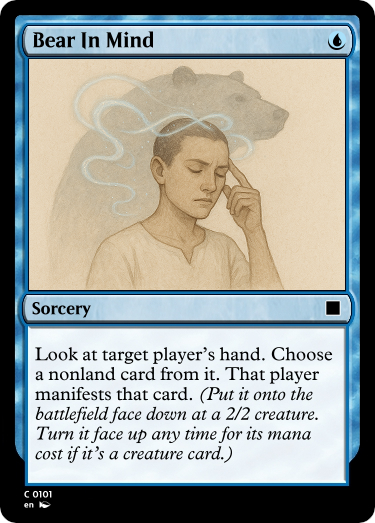 Bear In Mind
Sorcery
Look at target player's hand. Choose
a nonland card from it. That player
manifests that card. (Put it onto the
battlefield face down at a 2/2 creature.
Turn it face up any time for its mana
cost if it's a creature card.)
C 0101
en